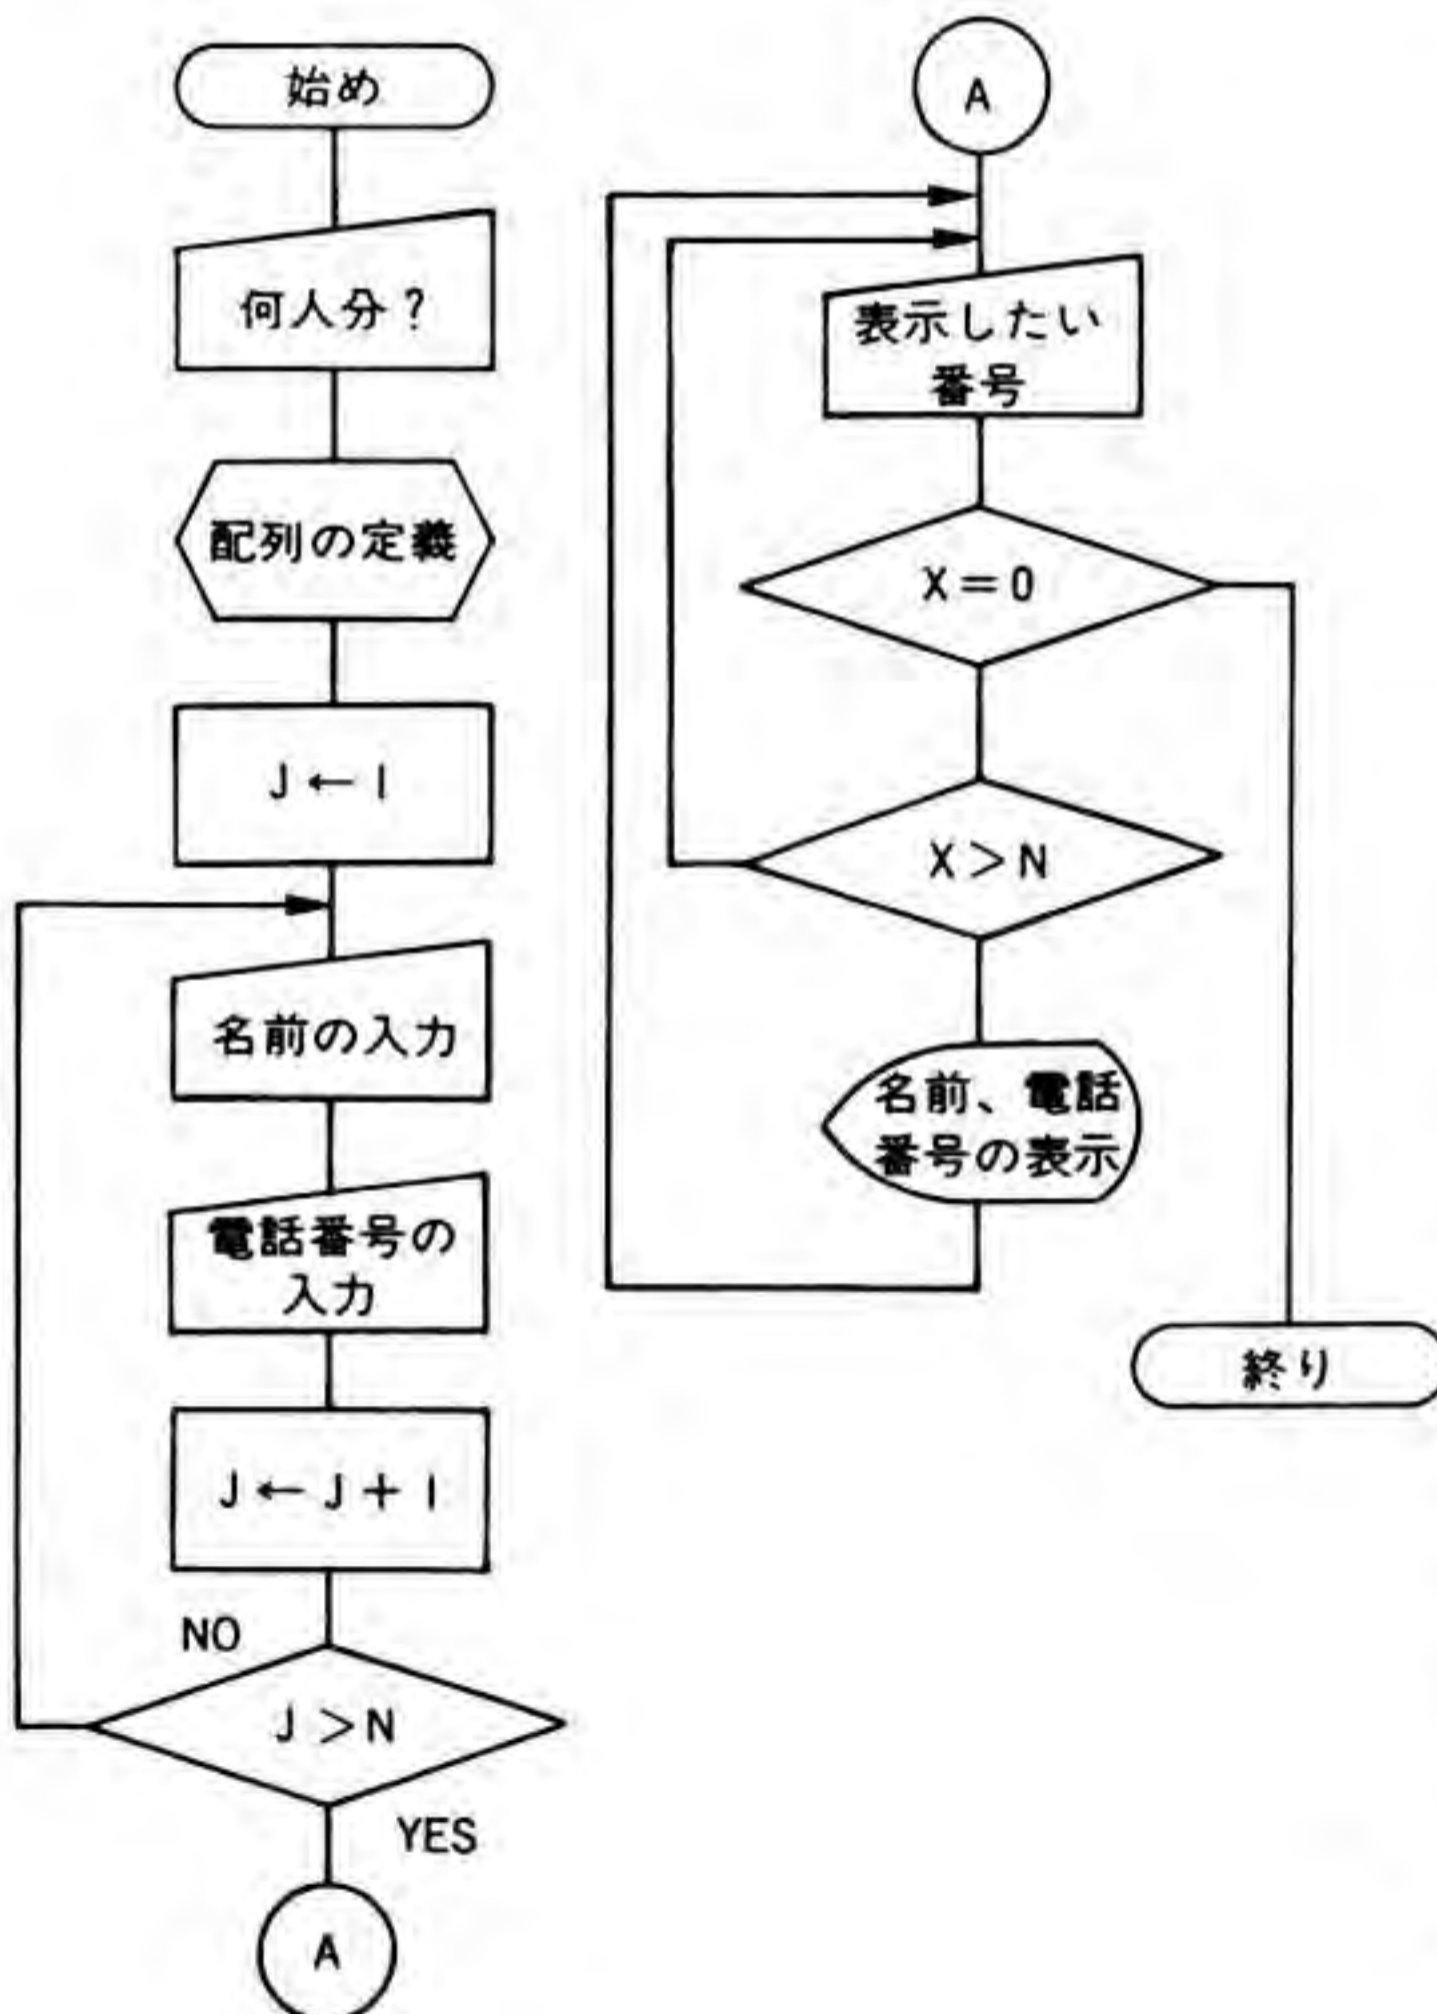 始め
何人分？
配列の定義
J←1
名前の入力
電話番号の
入力
J←J+1
NO
J>N
YES
A
A
表示したい
番号
X=0
X>N
名前、電話
番号の表示
終り